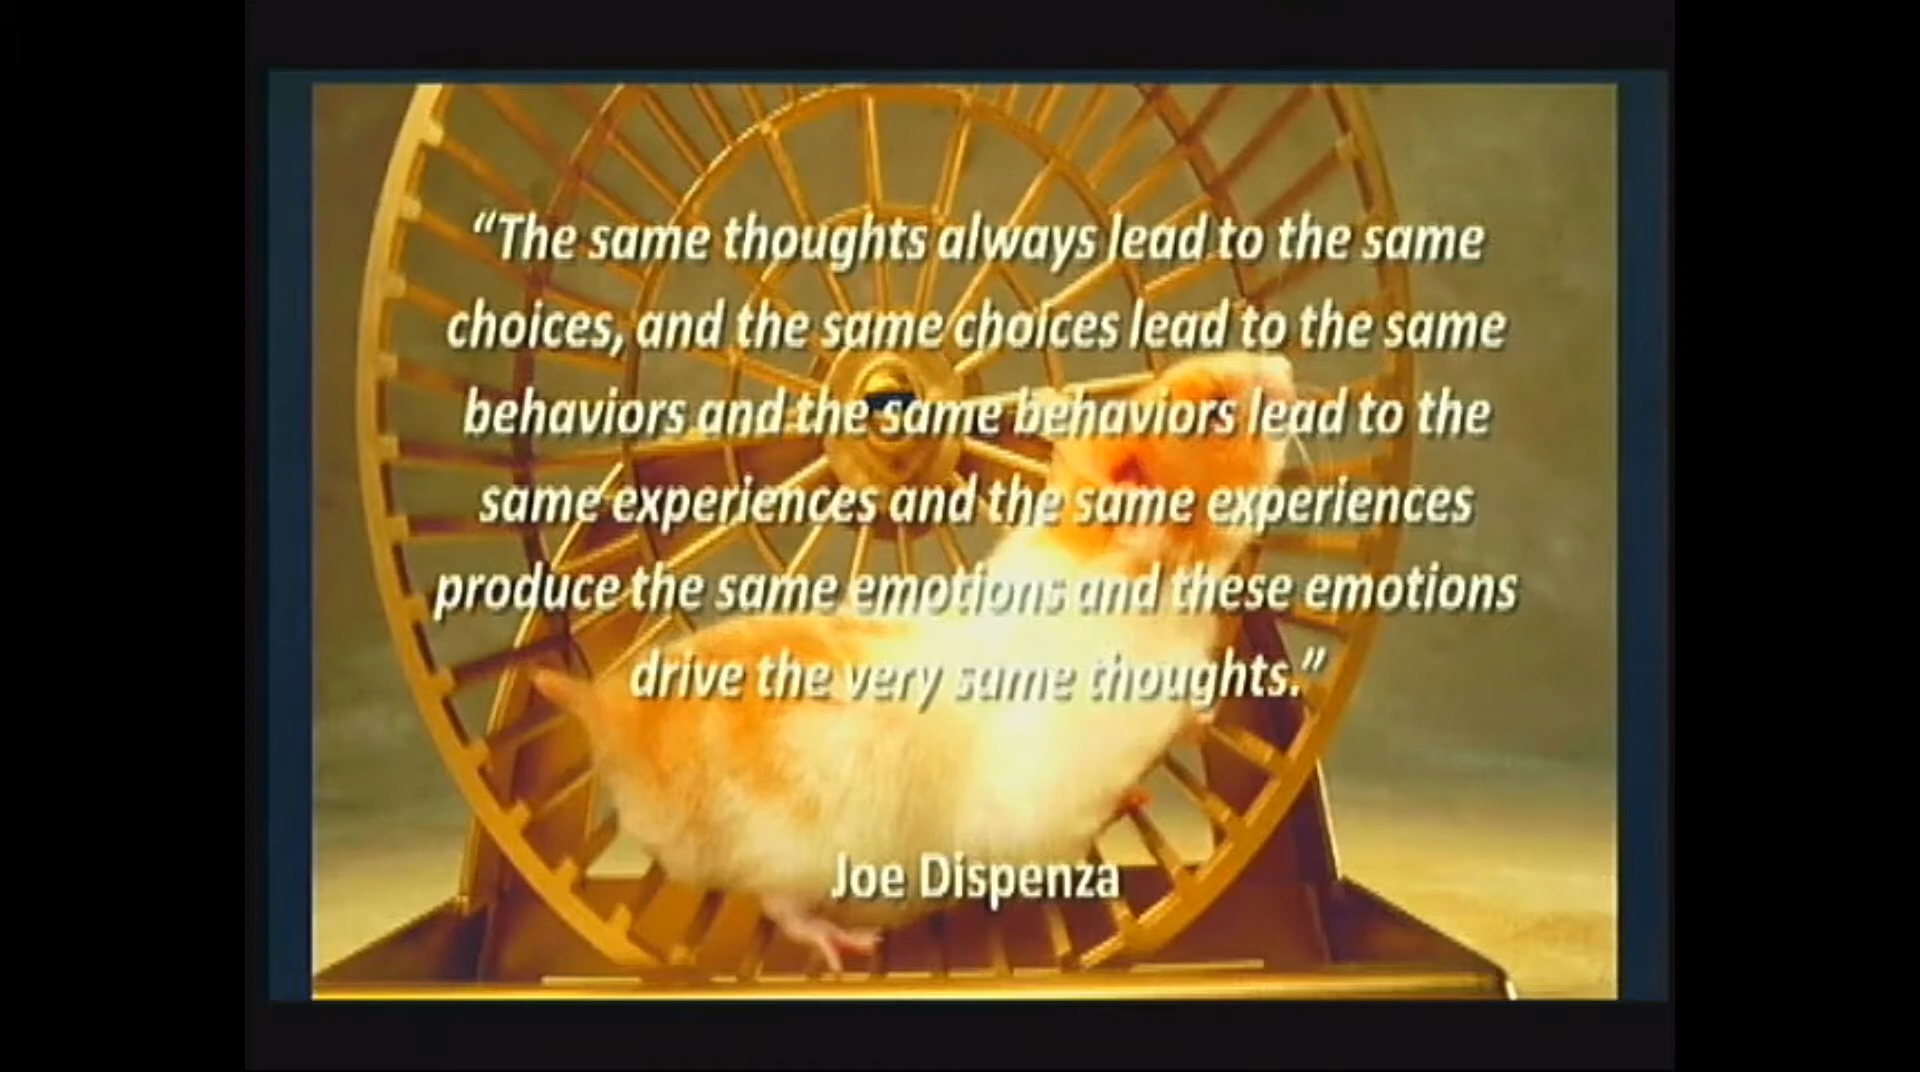 “The same thoughts always lead to the same
choices, and the same choices lead to the same
behaviors and the same behaviors lead to the
same experiences and the same experiences
produce the same emotions and these emotions
drive the very same thoughts.”
Joe Dispenza